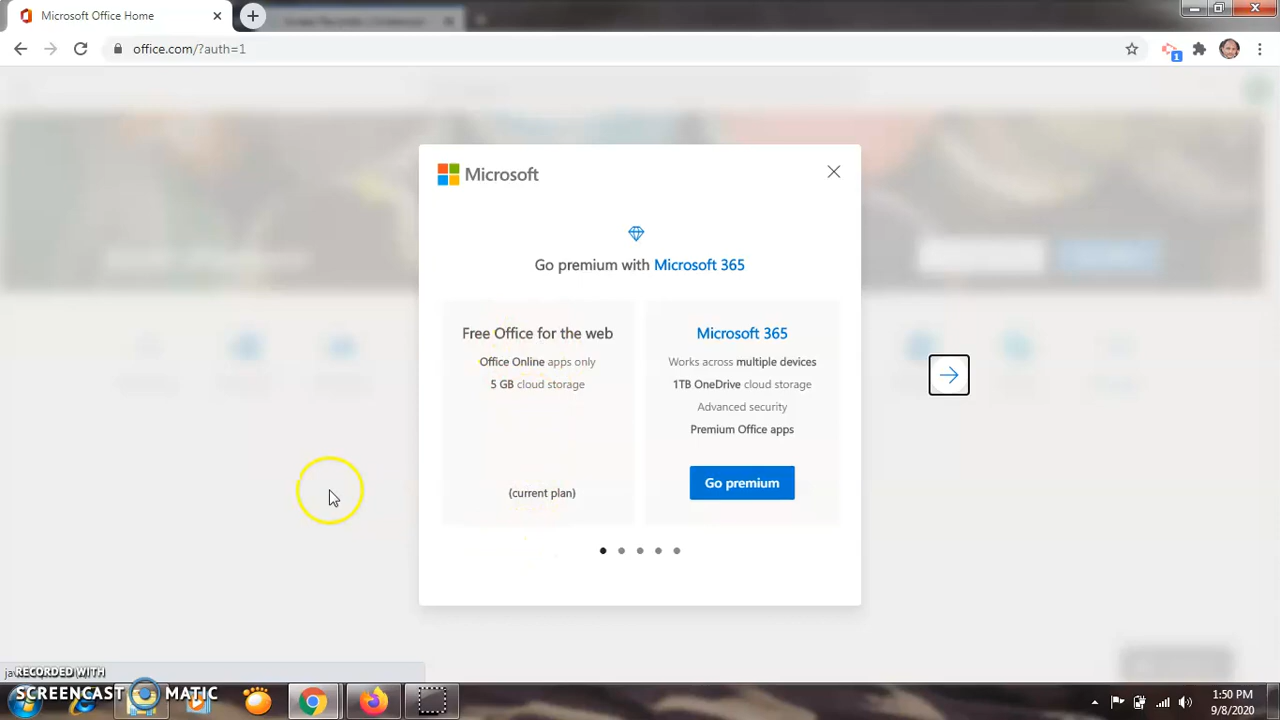 Microsoft Office Home
office.com/?auth=1
1
Microsoft
Go premium with Microsoft 365
Free Office for the web
Office Online apps only
5 GB cloud storage
(current plan)
Microsoft 365
Works across multiple devices
1TB OneDrive cloud storage
Advanced security
Premium Office apps
Go premium
RECORDED WITH
SCREENCAST MATIC
1:50 PM
9/8/2020